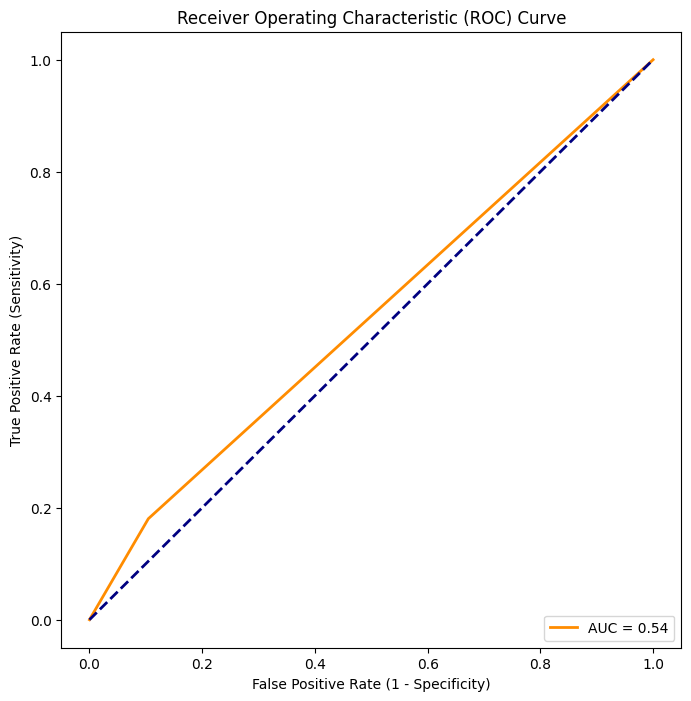 Receiver Operating Characteristic (ROC) Curve
True Positive Rate (Sensitivity)
1.0
0.8
0.6
0.4
0.2
0.0
AUC = 0.54
0.0 0.2 0.4 0.6 0.8 1.0
False Positive Rate (1 - Specificity)